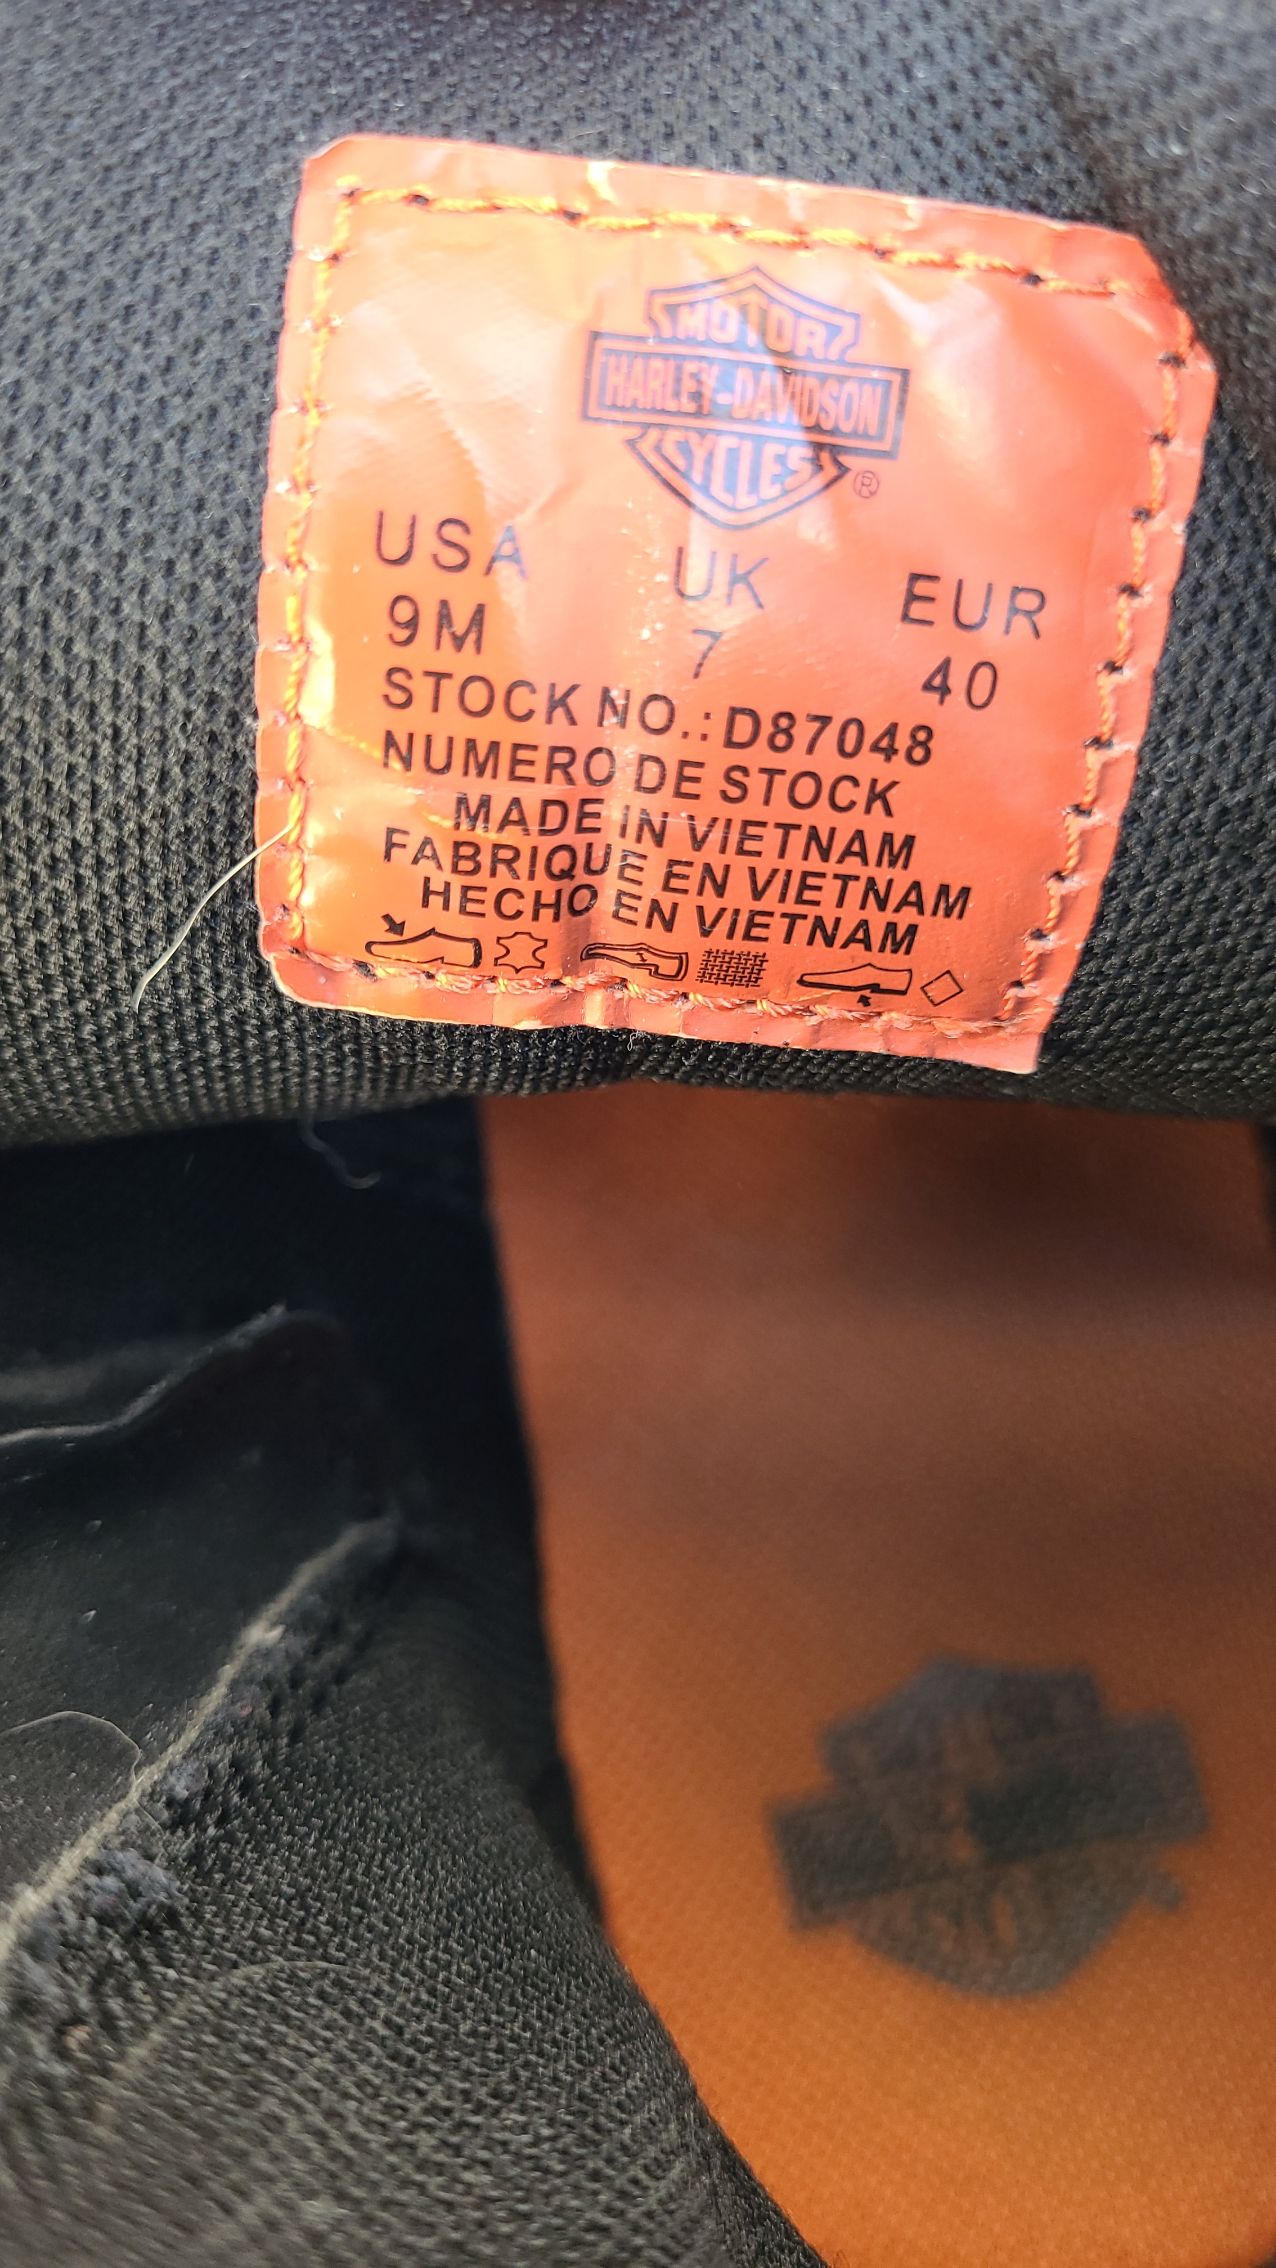 MOTOR
HARLEY-DAVIDSON
CYCLES ®
USA UK EUR
9M 7 40
STOCK NO.: D87048
NUMERO DE STOCK
MADE IN VIETNAM
FABRIQUE EN VIETNAM
HECHO EN VIETNAM